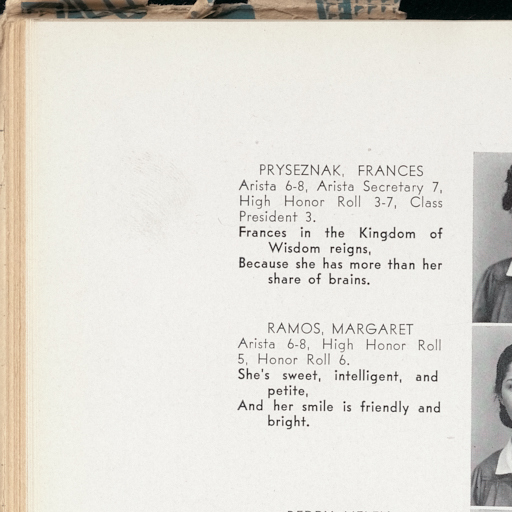 PRYSEZNAK, FRANCES
Arista 6-8, Arista Secretary 7,
High Honor Roll 3-7, Class
President 3.
Frances in the Kingdom of
Wisdom reigns,
Because she has more than her
share of brains.
RAMOS, MARGARET
Arista 6-8, High Honor Roll
5, Honor Roll 6.
She's sweet, intelligent, and
petite,
And her smile is friendly and
bright.